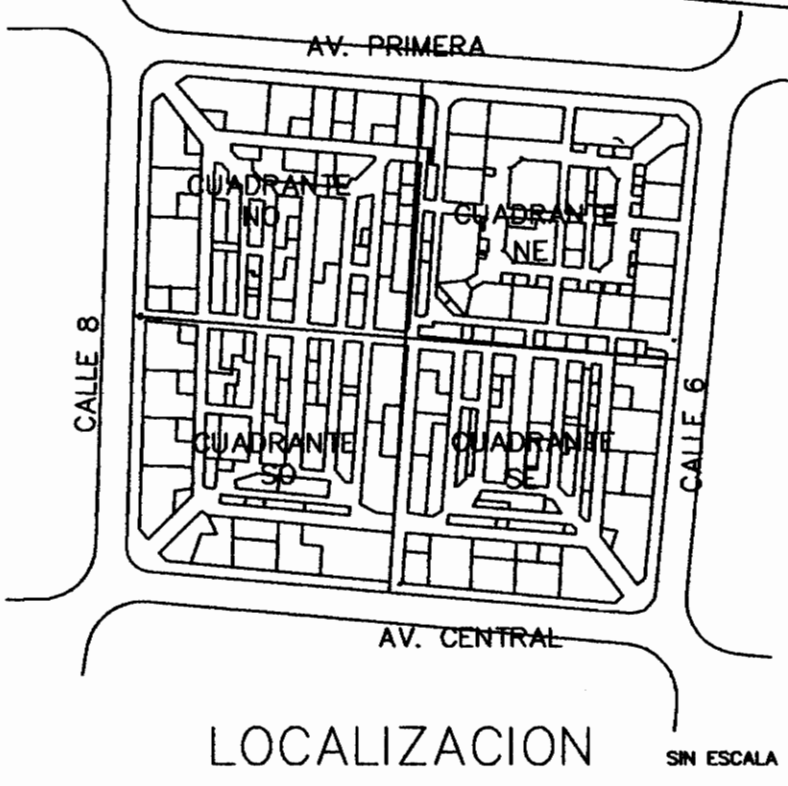 AV. PRIMERA
CUADRANTE
NO
CUADRANTE
NE
CALLE 8
CALLE 6
CUADRANTE
SO
CUADRANTE
SE
AV. CENTRAL
LOCALIZACION
SIN ESCALA